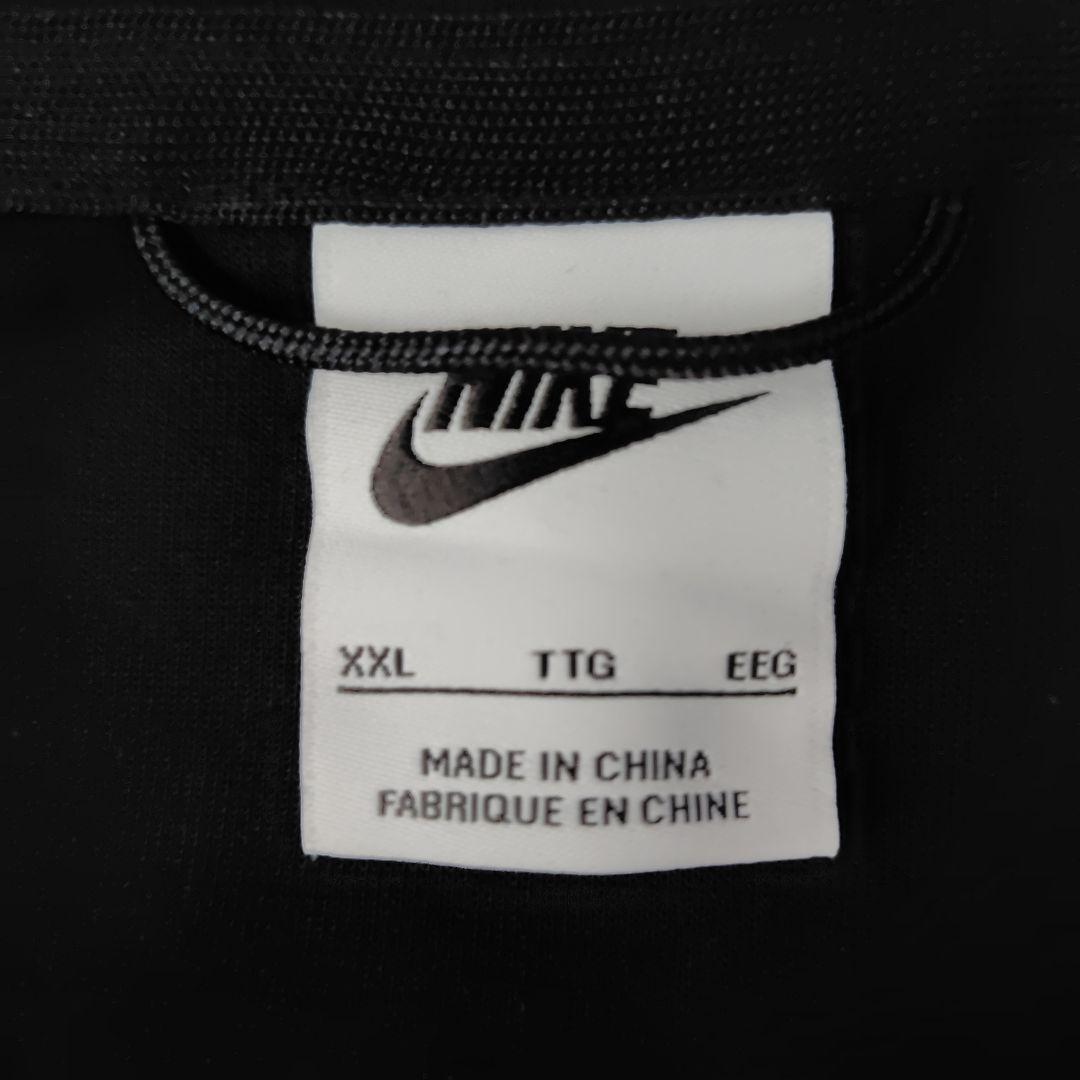 NIKE
XXL TTG EEG
MADE IN CHINA
FABRIQUE EN CHINE